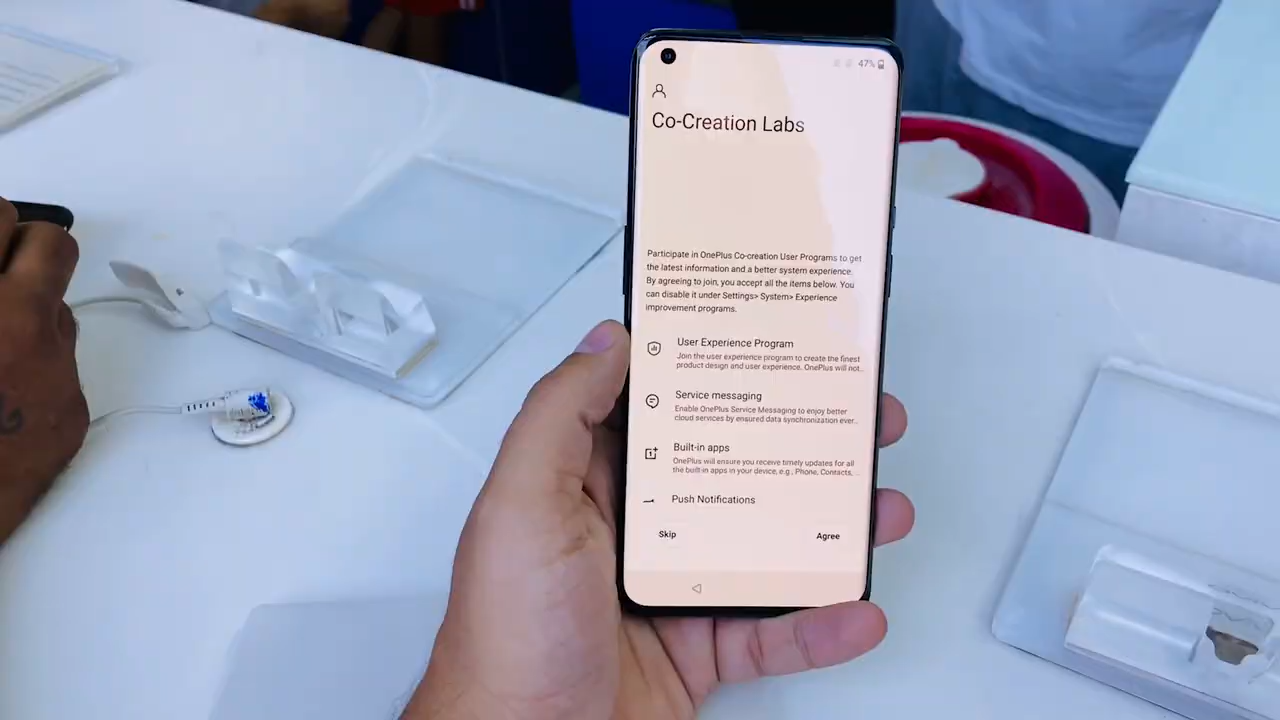 47%
Co-Creation Labs
Participate in OnePlus Co-creation User Programs to get
the latest information and a better system experience.
By agreeing to join, you accept all the items below. You
can disable it under Settings> System> Experience
improvement programs.
User Experience Program
Join the user experience program to create the finest
product design and user experience. OnePlus will not..
Service messaging
Enable OnePlus Service Messaging to enjoy better
cloud services by ensured data synchronization ever..
Built-in apps
OnePlus will ensure you receive timely updates for all
the built-in apps in your device, e.g., Phone, Contacts, ...
Push Notifications
Skip
Agree